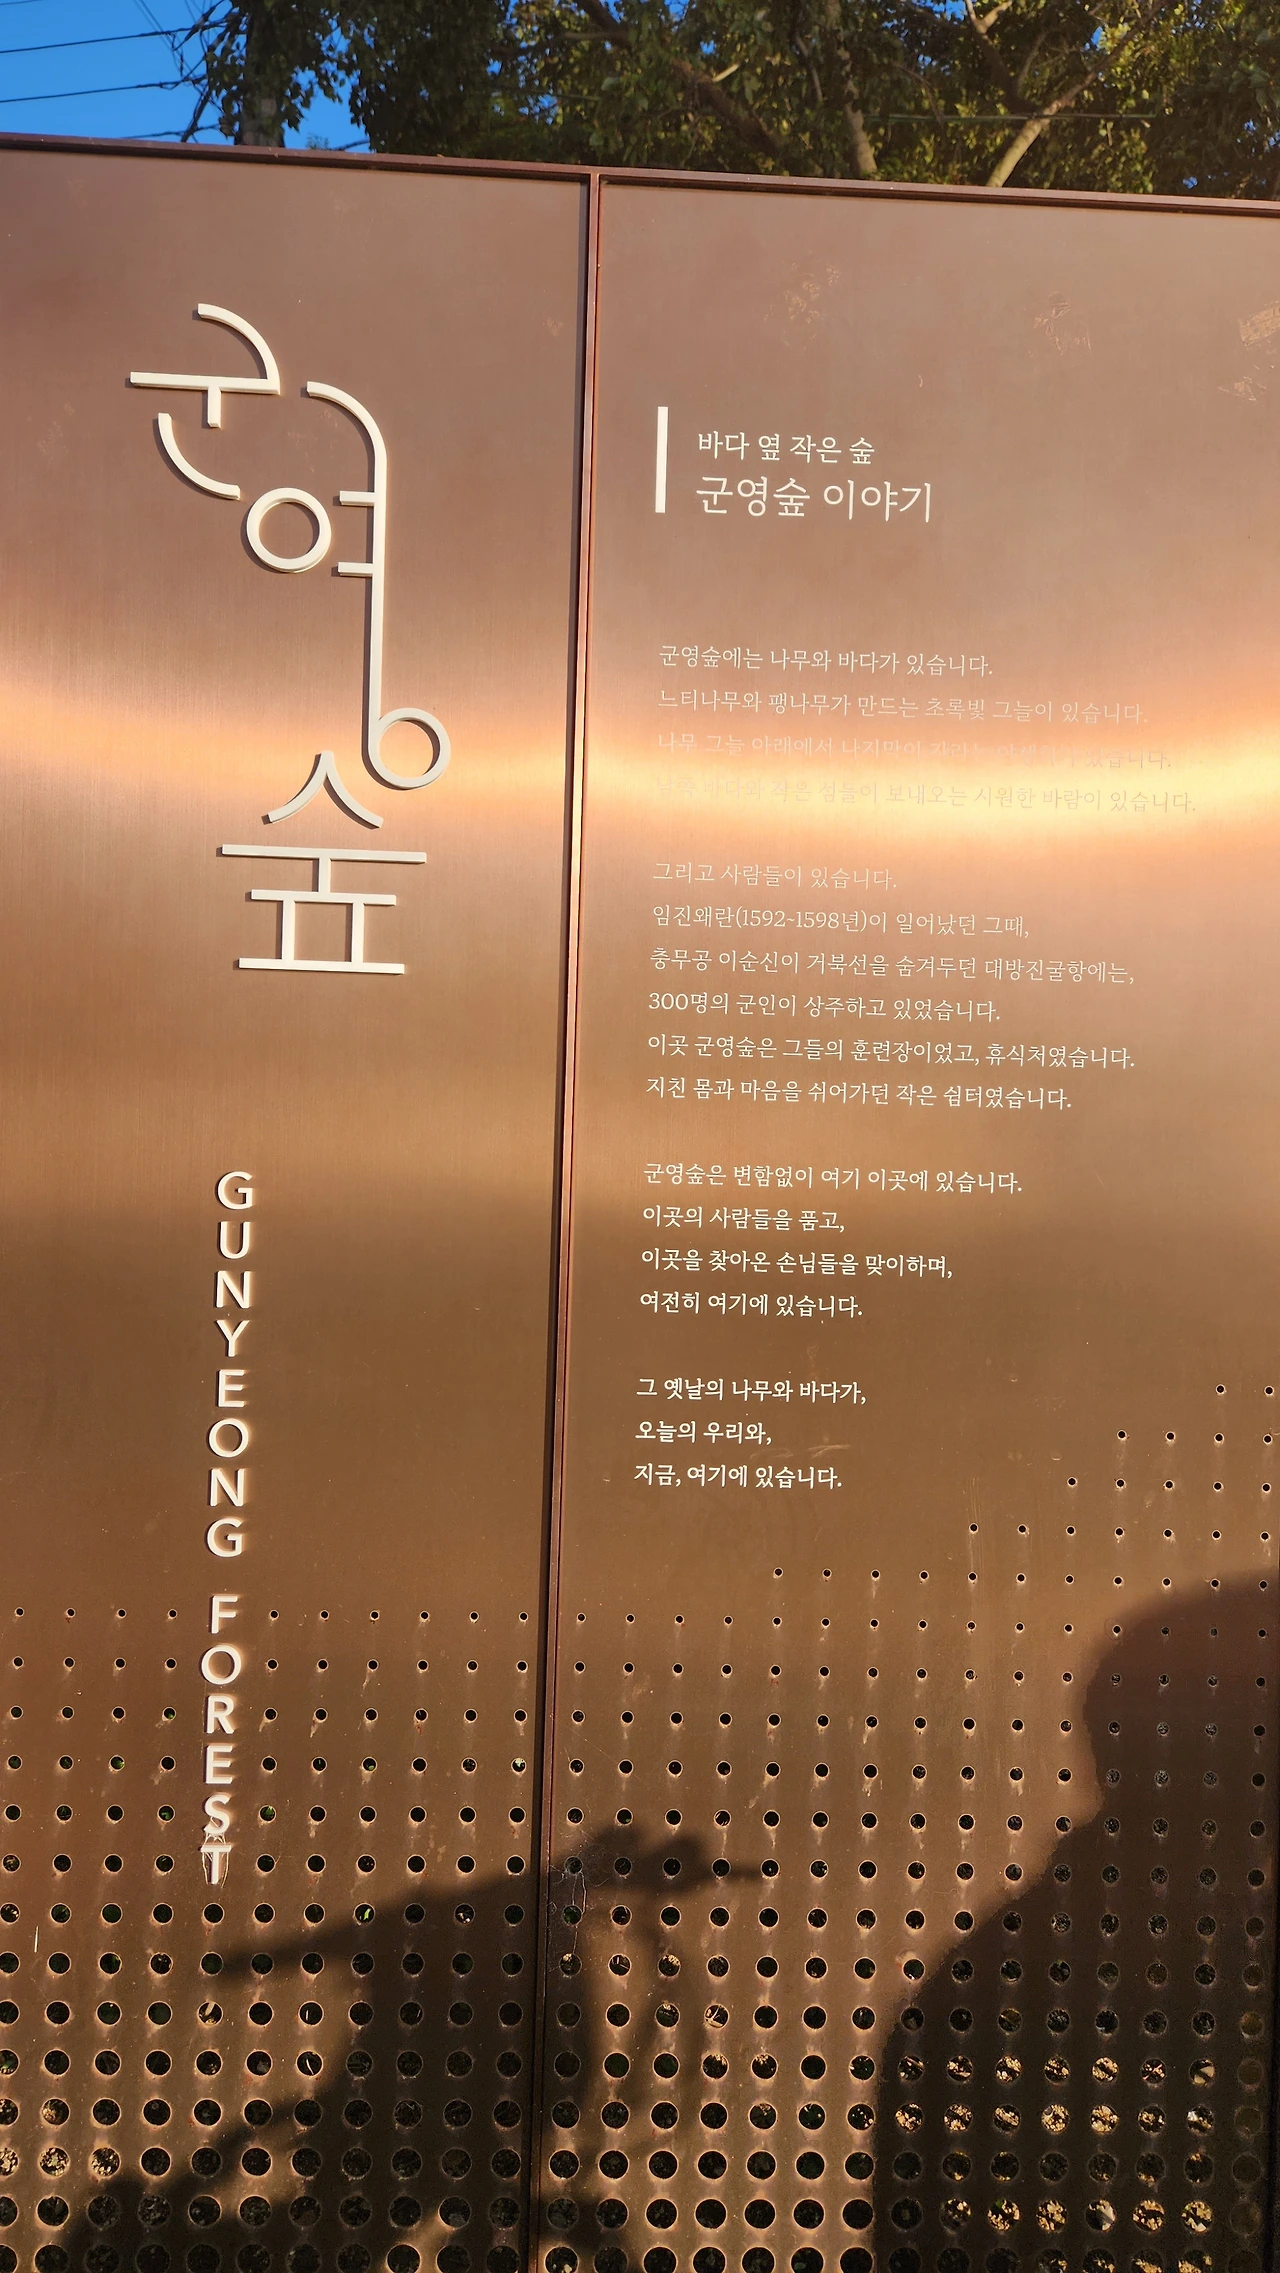 군영숲
GUNYEONG FOREST
바다 옆 작은 숲
군영숲 이야기
군영숲에는 나무와 바다가 있습니다.
느티나무와 팽나무가 만드는 초록빛 그늘이 있습니다.
나무 그늘 아래에서 나지막이 자라는 야생화가 있습니다.
남쪽 바다와 작은 섬들이 보내오는 시원한 바람이 있습니다.
그리고 사람들이 있습니다.
임진왜란(1592~1598년)이 일어났던 그때,
충무공 이순신이 거북선을 숨겨두던 대방진굴항에는,
300명의 군인이 상주하고 있었습니다.
이곳 군영숲은 그들의 훈련장이었고, 휴식처였습니다.
지친 몸과 마음을 쉬어가던 작은 쉼터였습니다.
군영숲은 변함없이 여기 이곳에 있습니다.
이곳의 사람들을 품고,
이곳을 찾아온 손님들을 맞이하며,
여전히 여기에 있습니다.
그 옛날의 나무와 바다가,
오늘의 우리와,
지금, 여기에 있습니다.